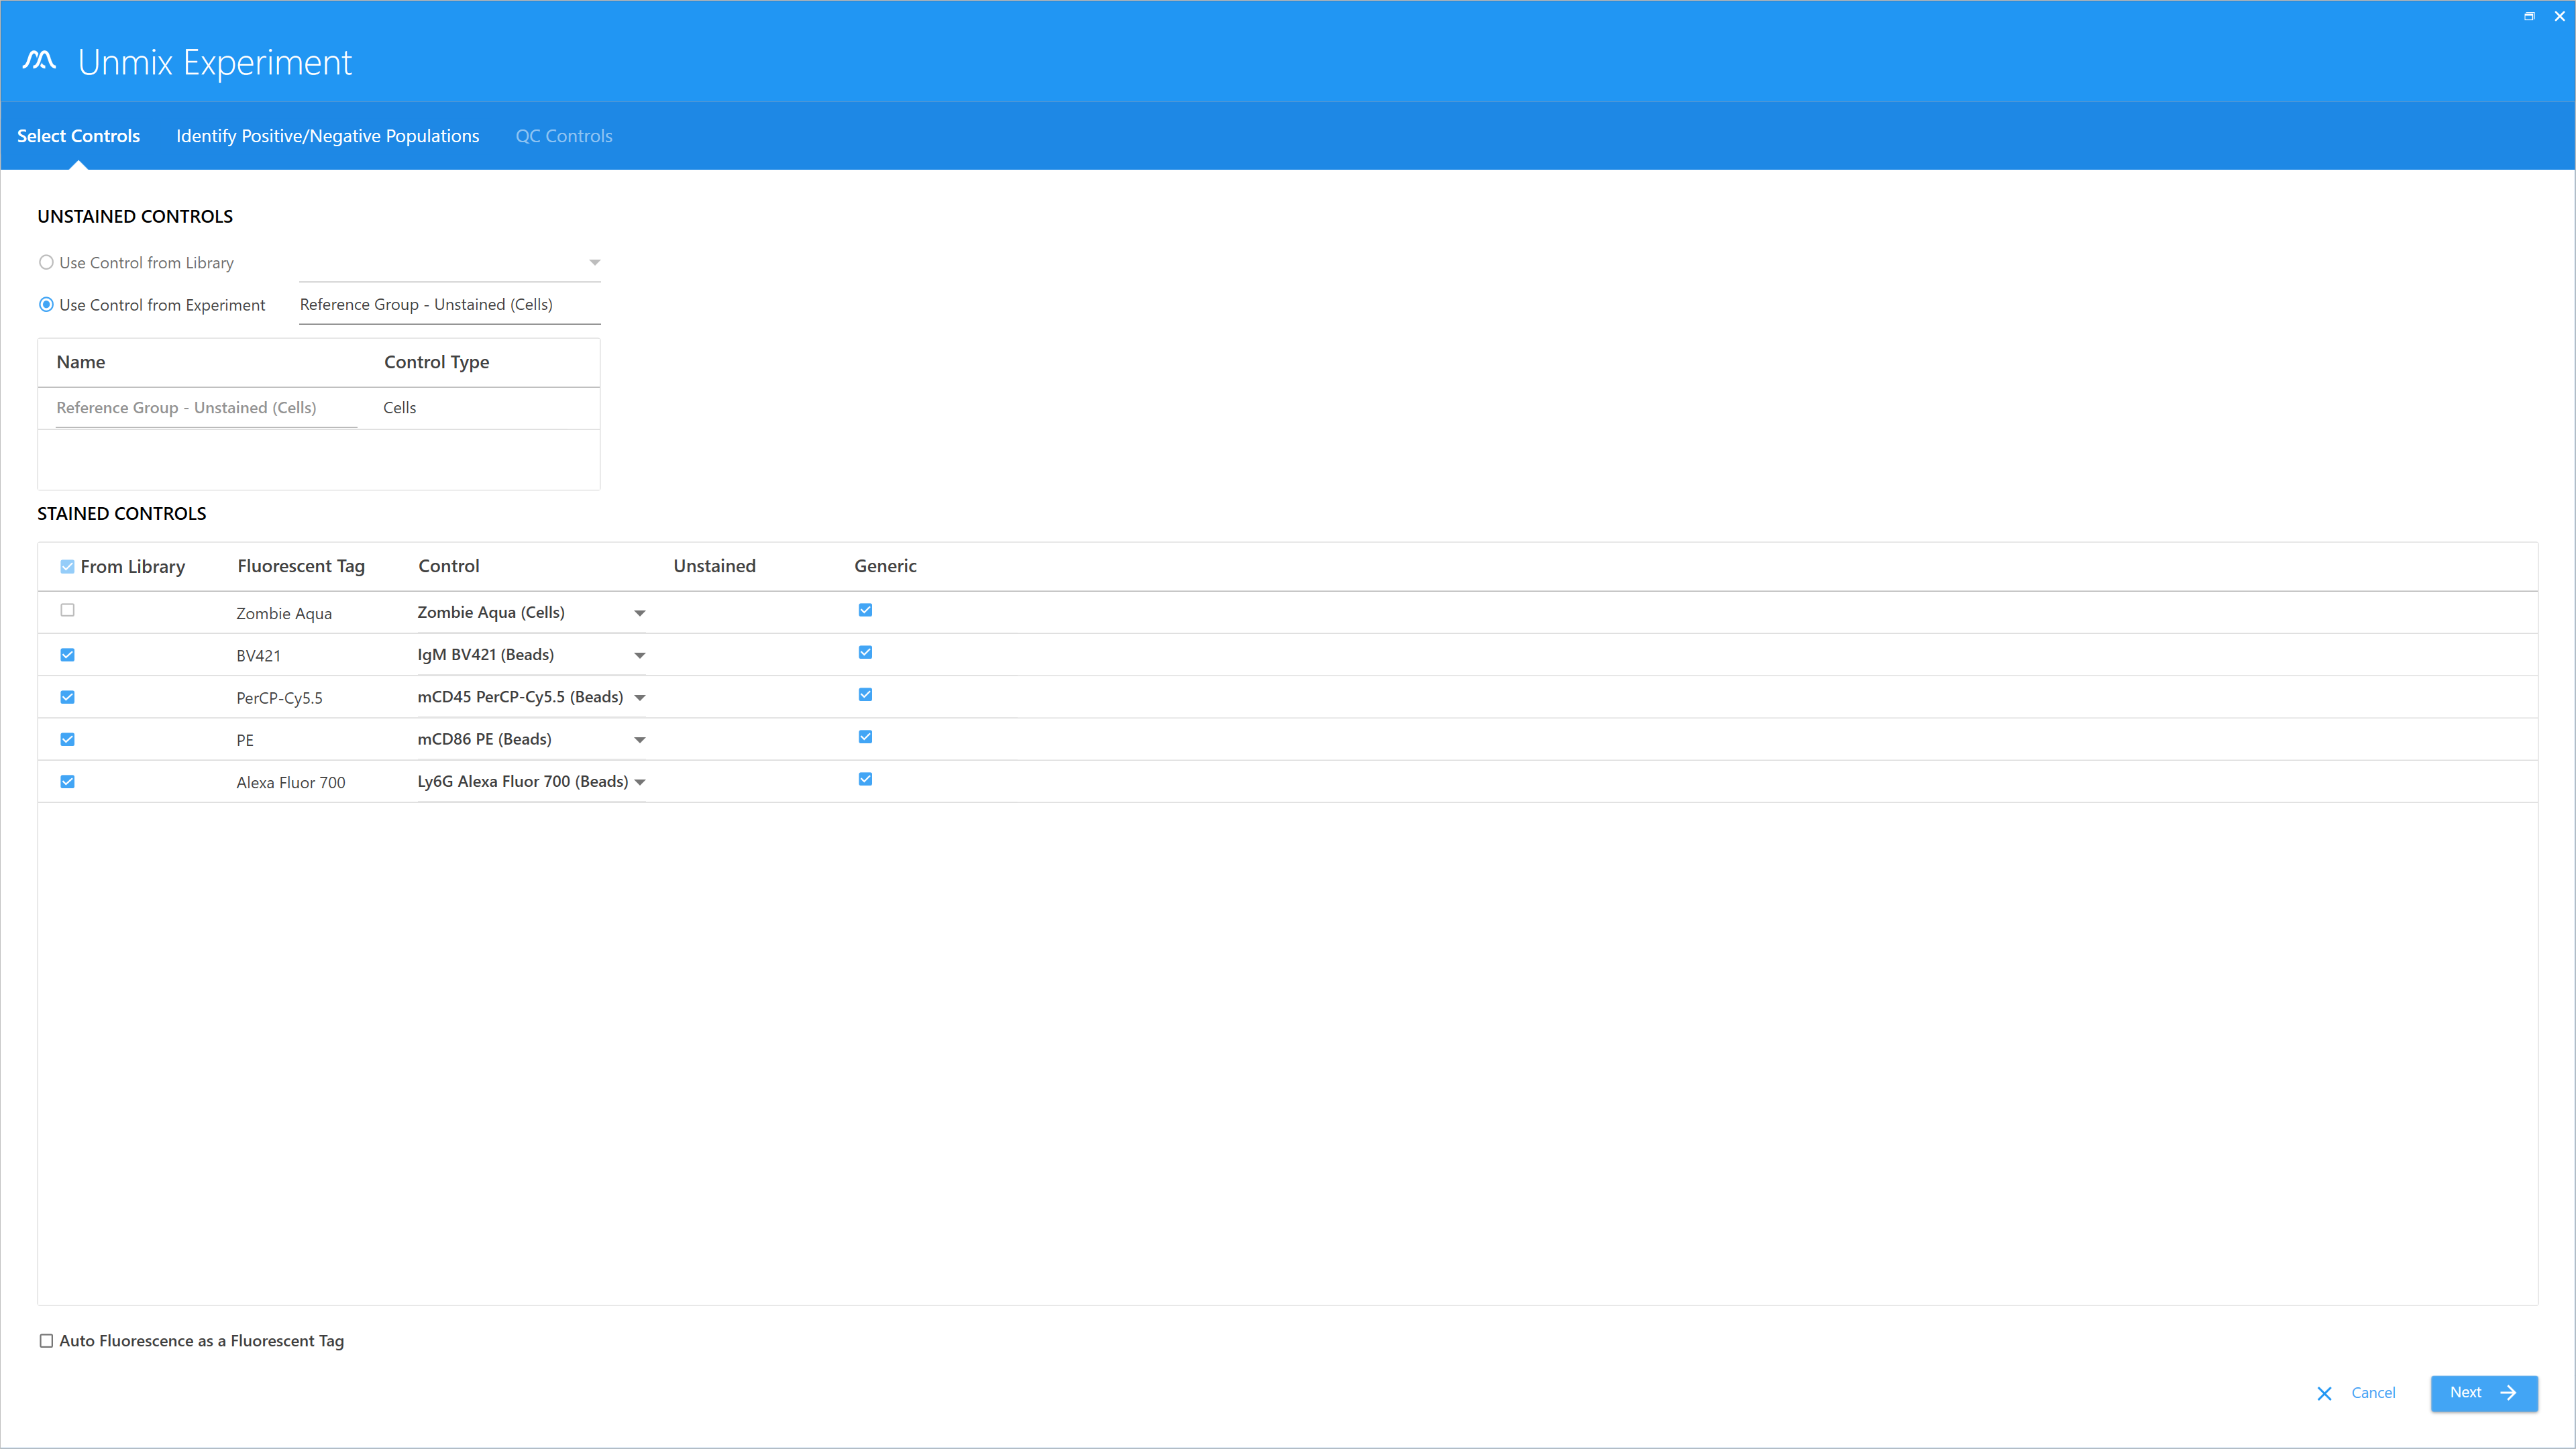 Unmix Experiment
Select Controls Identify Positive/Negative Populations QC Controls
UNSTAINED CONTROLS
Use Control from Library
Use Control from Experiment Reference Group - Unstained (Cells)
Name Control Type
Reference Group - Unstained (Cells) Cells
STAINED CONTROLS
From Library Fluorescent Tag Control Unstained Generic
Zombie Aqua Zombie Aqua (Cells)
BV421 IgM BV421 (Beads)
PerCP-Cy5.5 mCD45 PerCP-Cy5.5 (Beads)
PE mCD86 PE (Beads)
Alexa Fluor 700 Ly6G Alexa Fluor 700 (Beads)
Auto Fluorescence as a Fluorescent Tag
Cancel Next